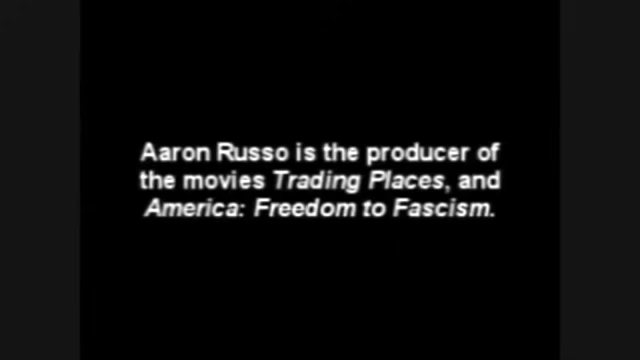 Aaron Russo is the producer of
the movies Trading Places, and
America: Freedom to Fascism.